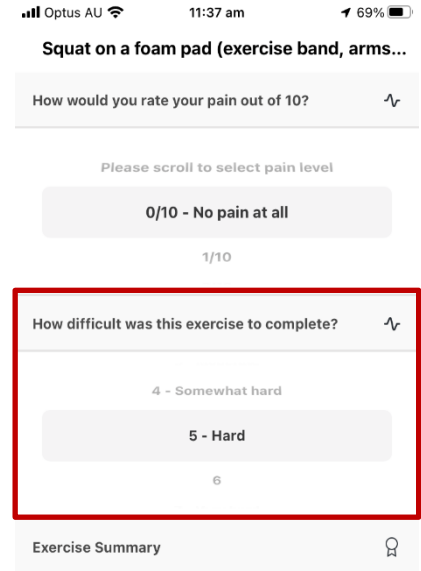 Optus AU 11:37 am 69%
Squat on a foam pad (exercise band, arms...
How would you rate your pain out of 10?
Please scroll to select pain level
0/10 - No pain at all
1/10
How difficult was this exercise to complete?
4 - Somewhat hard
5 - Hard
6
Exercise Summary